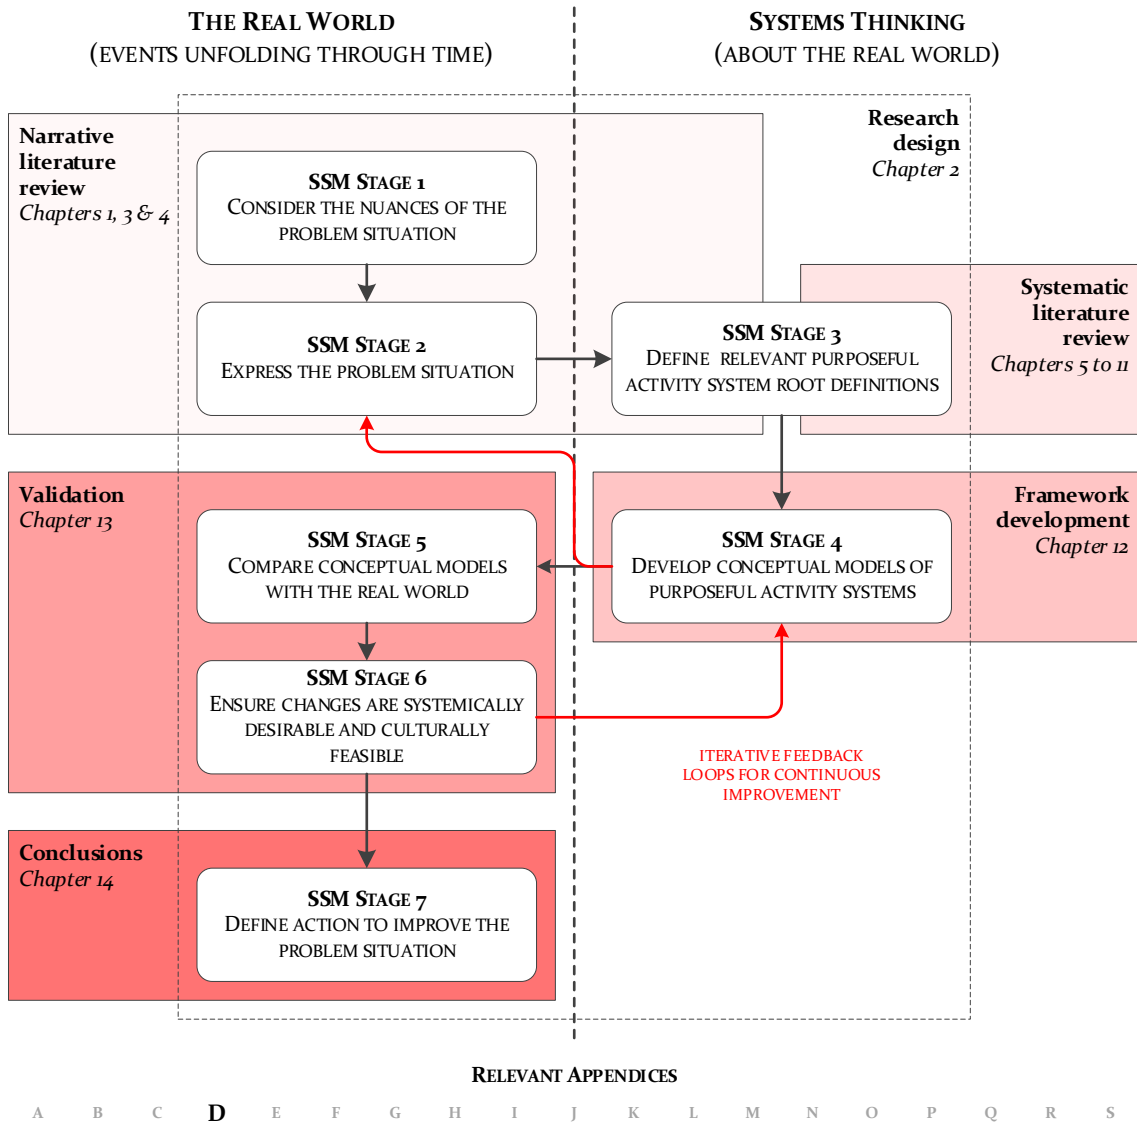 THE REAL WORLD
(EVENTS UNFOLDING THROUGH TIME)
SYSTEMS THINKING
(ABOUT THE REAL WORLD)
Narrative
literature
review
Chapters 1, 3 & 4
Research
design
Chapter 2
SSM STAGE 1
CONSIDER THE NUANCES OF THE
PROBLEM SITUATION
SSM STAGE 2
EXPRESS THE PROBLEM SITUATION
SSM STAGE 3
DEFINE RELEVANT PURPOSEFUL
ACTIVITY SYSTEM ROOT DEFINITIONS
Systematic
literature
review
Chapters 5 to 11
Validation
Chapter 13
SSM STAGE 5
COMPARE CONCEPTUAL MODELS
WITH THE REAL WORLD
SSM STAGE 4
DEVELOP CONCEPTUAL MODELS OF
PURPOSEFUL ACTIVITY SYSTEMS
Framework
development
Chapter 12
SSM STAGE 6
ENSURE CHANGES ARE SYSTEMICALLY
DESIRABLE AND CULTURALLY
FEASIBLE
ITERATIVE FEEDBACK
LOOPS FOR CONTINUOUS
IMPROVEMENT
Conclusions
Chapter 14
SSM STAGE 7
DEFINE ACTION TO IMPROVE THE
PROBLEM SITUATION
RELEVANT APPENDICES
A B C D E F G H I J K L M N O P Q R S